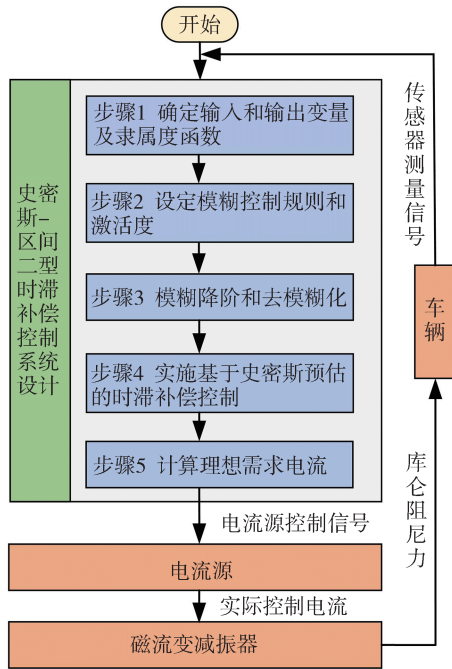 开始
史密
斯-
区间
二型
时滞
补偿
控制
系统
设计
步骤1 确定输入和输出变量
及隶属度函数
步骤2 设定模糊控制规则和
激活度
步骤3 模糊降阶和去模糊化
步骤4 实施基于史密斯预估
的时滞补偿控制
步骤5 计算理想需求电流
电流源控制信号
电流源
实际控制电流
磁流变减振器
库仑阻尼力
车辆
传感器测量信号